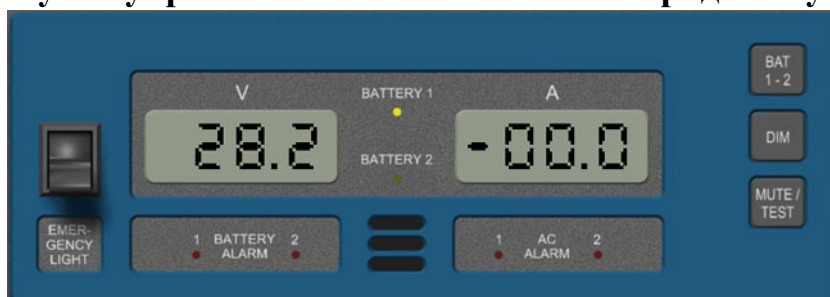 V
BATTERY 1
A
28.2
-00.0
BATTERY 2
BAT
1 - 2
DIM
MUTE /
TEST
EMER-
GENCY
LIGHT
1 BATTERY 2
ALARM
1 AC 2
ALARM